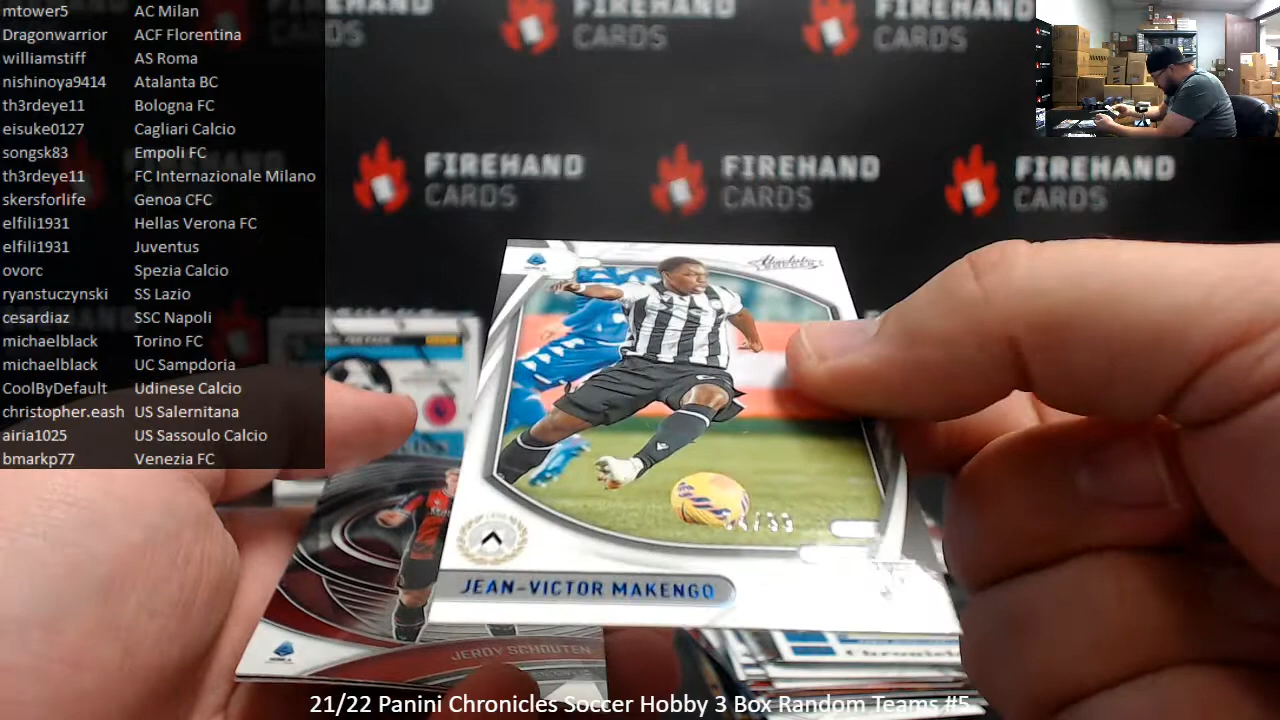 mtower5 AC Milan
Dragonwarrior ACF Florentina
williamstiff AS Roma
nishinoya9414 Atalanta BC
th3rdeye11 Bologna FC
eisuke0127 Cagliari Calcio
songsk83 Empoli FC
th3rdeye11 FC Internazionale Milano
skersforlife Genoa CFC
elfili1931 Hellas Verona FC
elfili1931 Juventus
ovorc Spezia Calcio
ryanstuczynski SS Lazio
cesardiaz SSC Napoli
michaelblack Torino FC
michaelblack UC Sampdoria
CoolByDefault Udinese Calcio
christopher.eash US Salernitana
airia1025 US Sassoulo Calcio
bmarkp77 Venezia FC
FIREHAND
CARDS
FIREHAND
CARDS
FIREHAND
CARDS
FIREHAND
CARDS
FIREHAND
CARDS
Absolute
SOCCER
JEAN-VICTOR MAKENGO
JERDY SCHOUTEN
Chronicles
21/22 Panini Chronicles Soccer Hobby 3 Box Random Teams #5